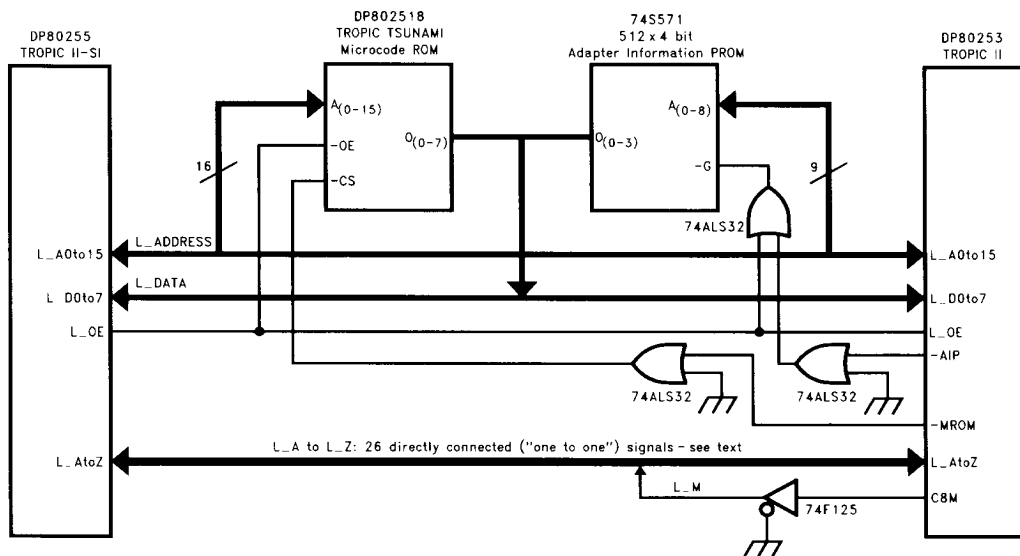 DP802518
TROPIC TSUNAMI
Microcode ROM
74S571
512 x 4 bit
Adapter Information PROM
DP80255
TROPIC II-SI
DP80253
TROPIC II
A(0-15)
A(0-8)
O(0-7)
O(0-3)
-OE
-CS
-G
16
9
74ALS32
L_ADDRESS
L_A0to15
L_A0to15
L_DATA
L_D0to7
L_D0to7
L_OE
L_OE
-AIP
74ALS32
74ALS32
-MROM
L_A to L_Z: 26 directly connected ("one to one") signals - see text
L_AtoZ
L_AtoZ
L_M
C8M
74F125